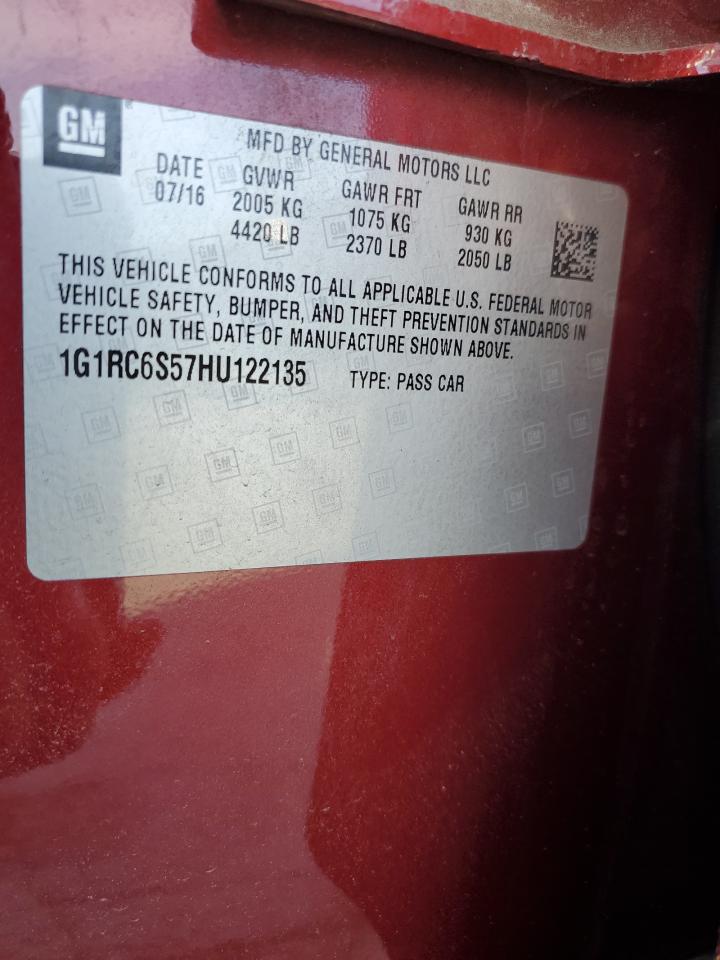 GM
MFD BY GENERAL MOTORS LLC
DATE GVWR GAWR FRT GAWR RR
07/16 2005 KG 1075 KG 930 KG
4420 LB 2370 LB 2050 LB
THIS VEHICLE CONFORMS TO ALL APPLICABLE U.S. FEDERAL MOTOR
VEHICLE SAFETY, BUMPER, AND THEFT PREVENTION STANDARDS IN
EFFECT ON THE DATE OF MANUFACTURE SHOWN ABOVE.
1G1RC6S57HU122135 TYPE: PASS CAR